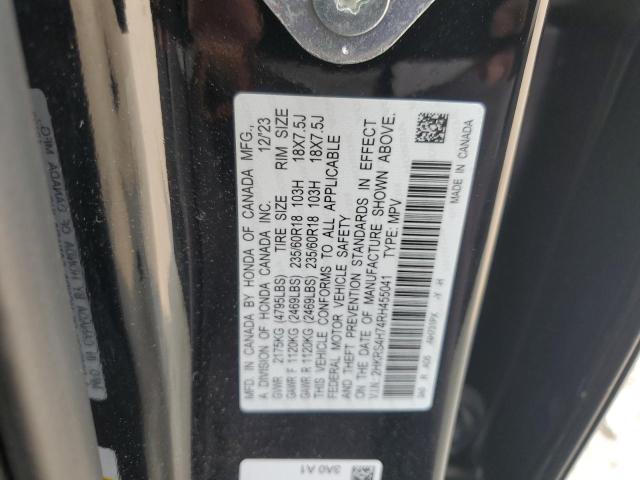 MFD. IN CANADA BY HONDA OF CANADA MFG.,
A DIVISION OF HONDA CANADA INC. 12/23
GVWR 2175KG (4795LBS) TIRE SIZE RIM SIZE
GAWR F 1120KG (2469LBS) 235/60R18 103H 18X7.5J
GAWR R 1120KG (2469LBS) 235/60R18 103H 18X7.5J
THIS VEHICLE CONFORMS TO ALL APPLICABLE
FEDERAL MOTOR VEHICLE SAFETY
AND THEFT PREVENTION STANDARDS IN EFFECT
ON THE DATE OF MANUFACTURE SHOWN ABOVE.
V.I.N.:2HKRS4H74RH455041 TYPE: MPV
MADE IN CANADA
3A0 A1